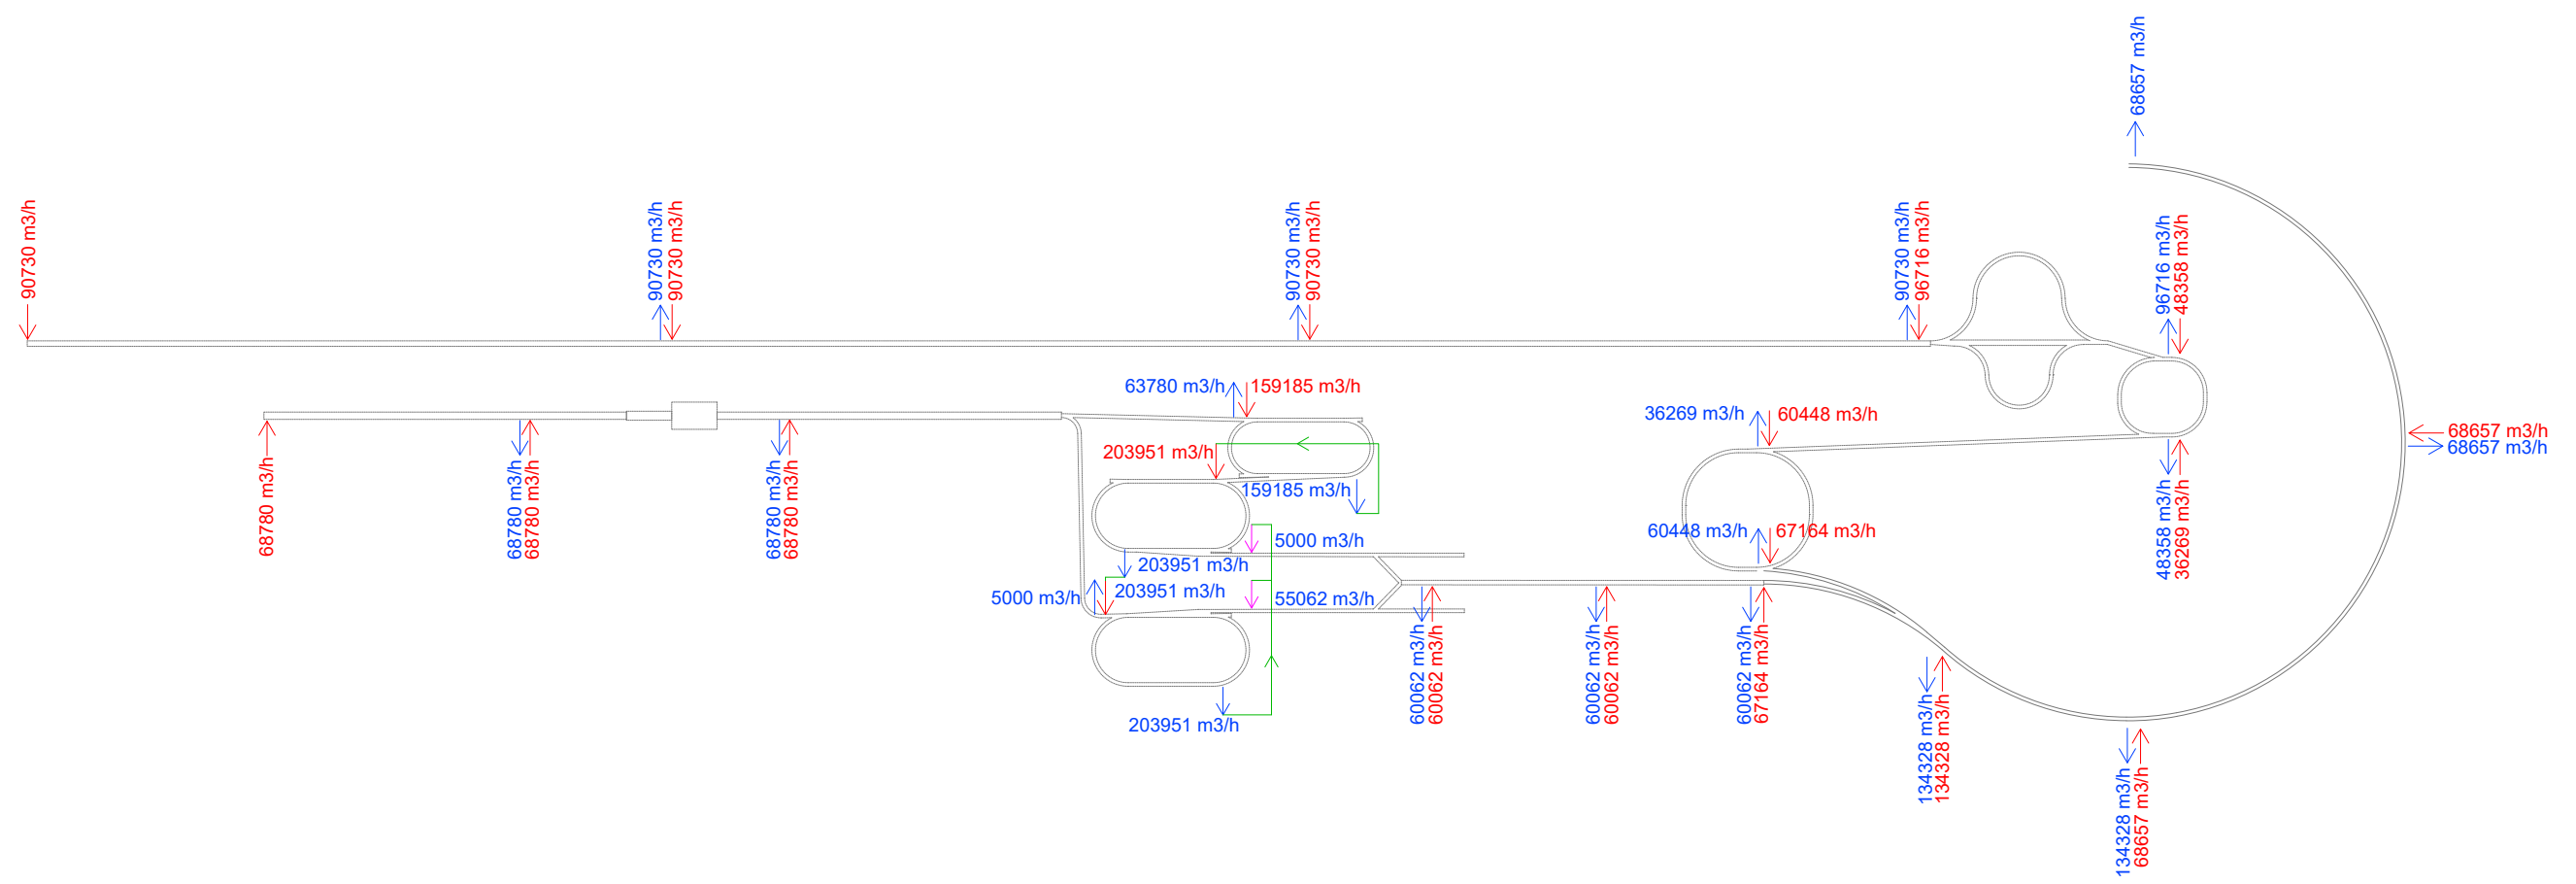 68657 m3/h
90730 m3/h
90730 m3/h
90730 m3/h
90730 m3/h
90730 m3/h
90730 m3/h
96716 m3/h
96716 m3/h
48358 m3/h
63780 m3/h
159185 m3/h
36269 m3/h
60448 m3/h
68657 m3/h
68657 m3/h
203951 m3/h
159185 m3/h
68780 m3/h
68780 m3/h
68780 m3/h
68780 m3/h
68780 m3/h
48358 m3/h
36269 m3/h
60448 m3/h
67164 m3/h
5000 m3/h
203951 m3/h
203951 m3/h
5000 m3/h
55062 m3/h
60062 m3/h
60062 m3/h
60062 m3/h
60062 m3/h
60062 m3/h
67164 m3/h
203951 m3/h
134328 m3/h
134328 m3/h
134328 m3/h
68657 m3/h